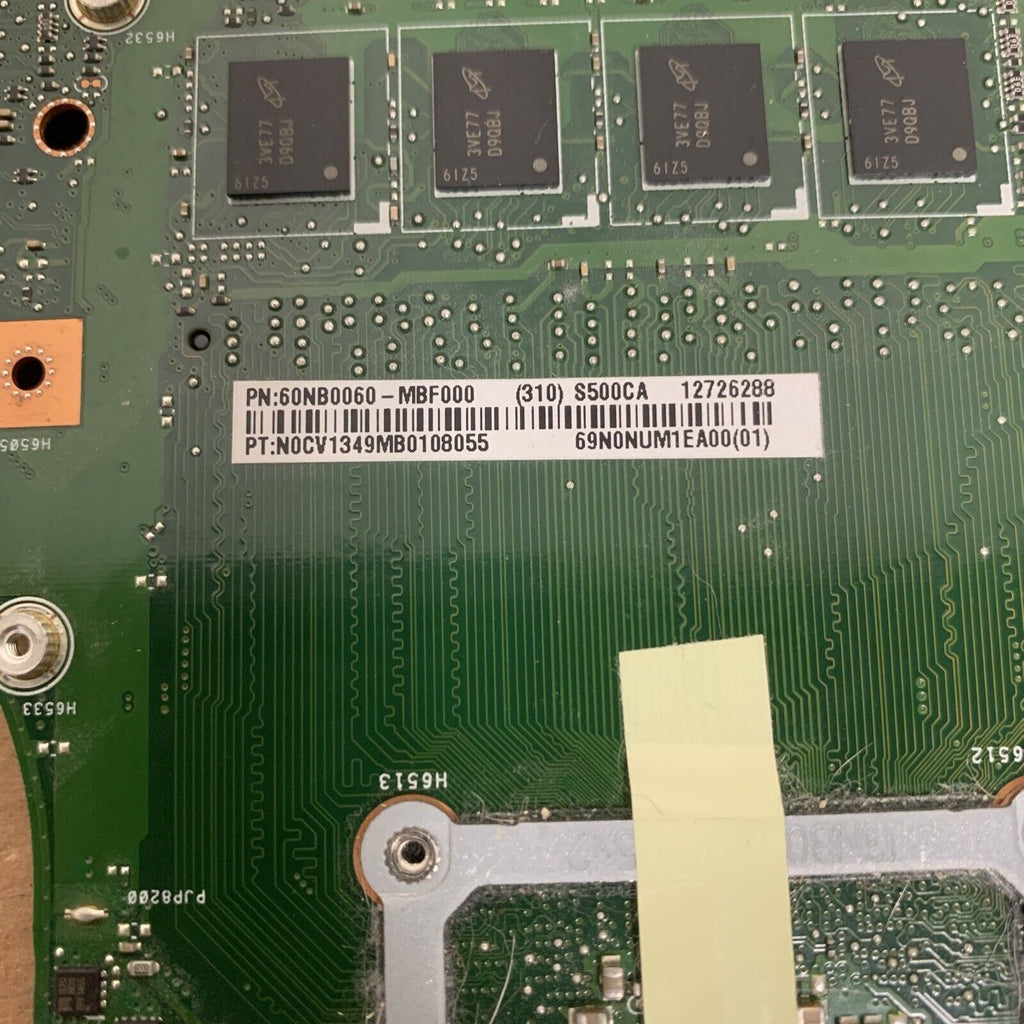 H6532
3VE77
D9QBJ
61Z5
3VE77
D9QBJ
61Z5
3VE77
D9QBJ
61Z5
3VE77
D9QBJ
61Z5
PN:60NB0060-MBF000 (310) S500CA 12726288
PT:N0CV1349MB0108055 69N0NUM1EA00(01)
H6505
H6533
H6513
H6512
PJP8200